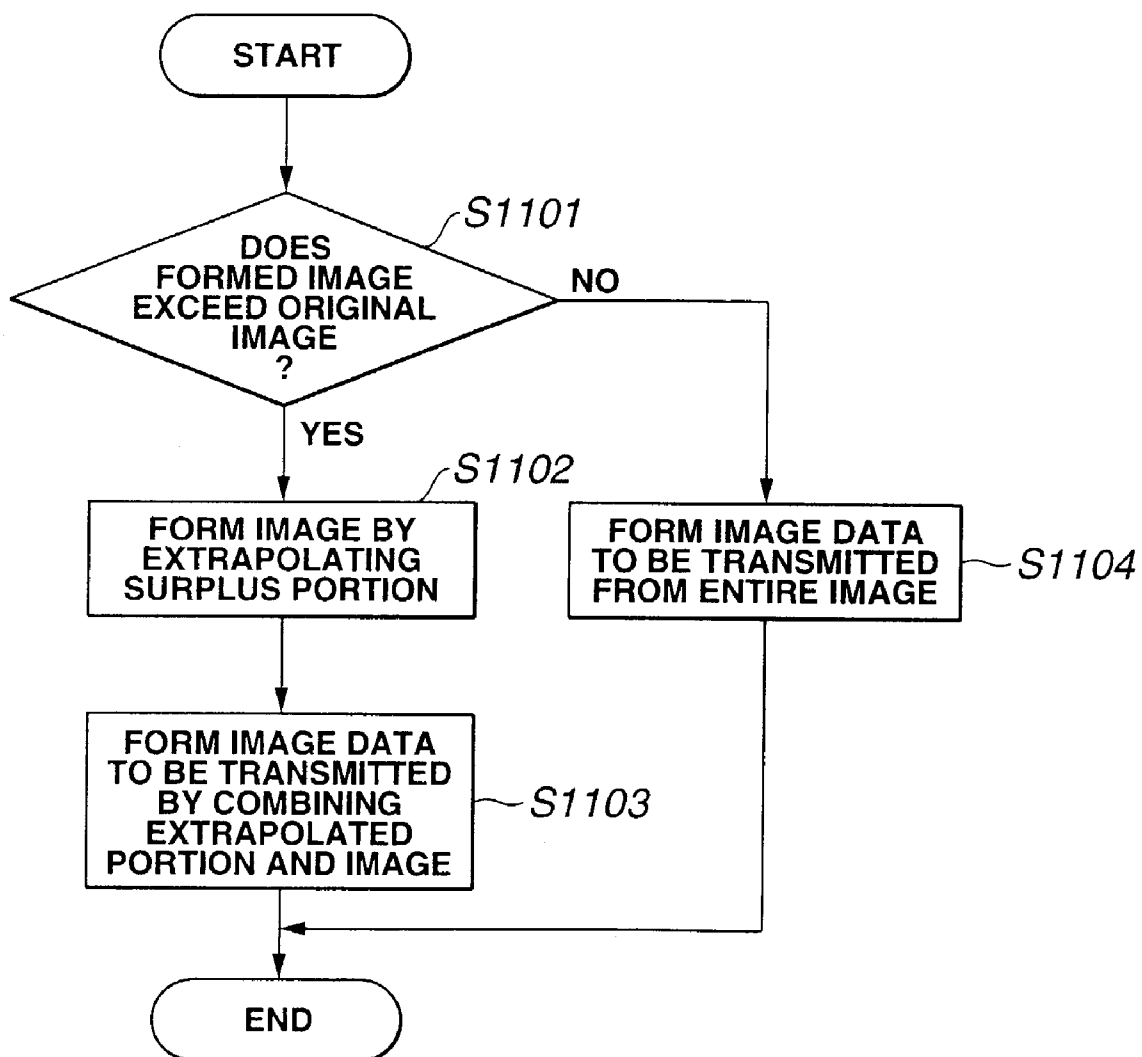 START
S1101
DOES
FORMED IMAGE
EXCEED ORIGINAL
IMAGE
?
NO
YES
S1102
FORM IMAGE BY
EXTRAPOLATING
SURPLUS PORTION
FORM IMAGE DATA
TO BE TRANSMITTED
FROM ENTIRE IMAGE
S1104
FORM IMAGE DATA
TO BE TRANSMITTED
BY COMBINING
EXTRAPOLATED
PORTION AND IMAGE
S1103
END